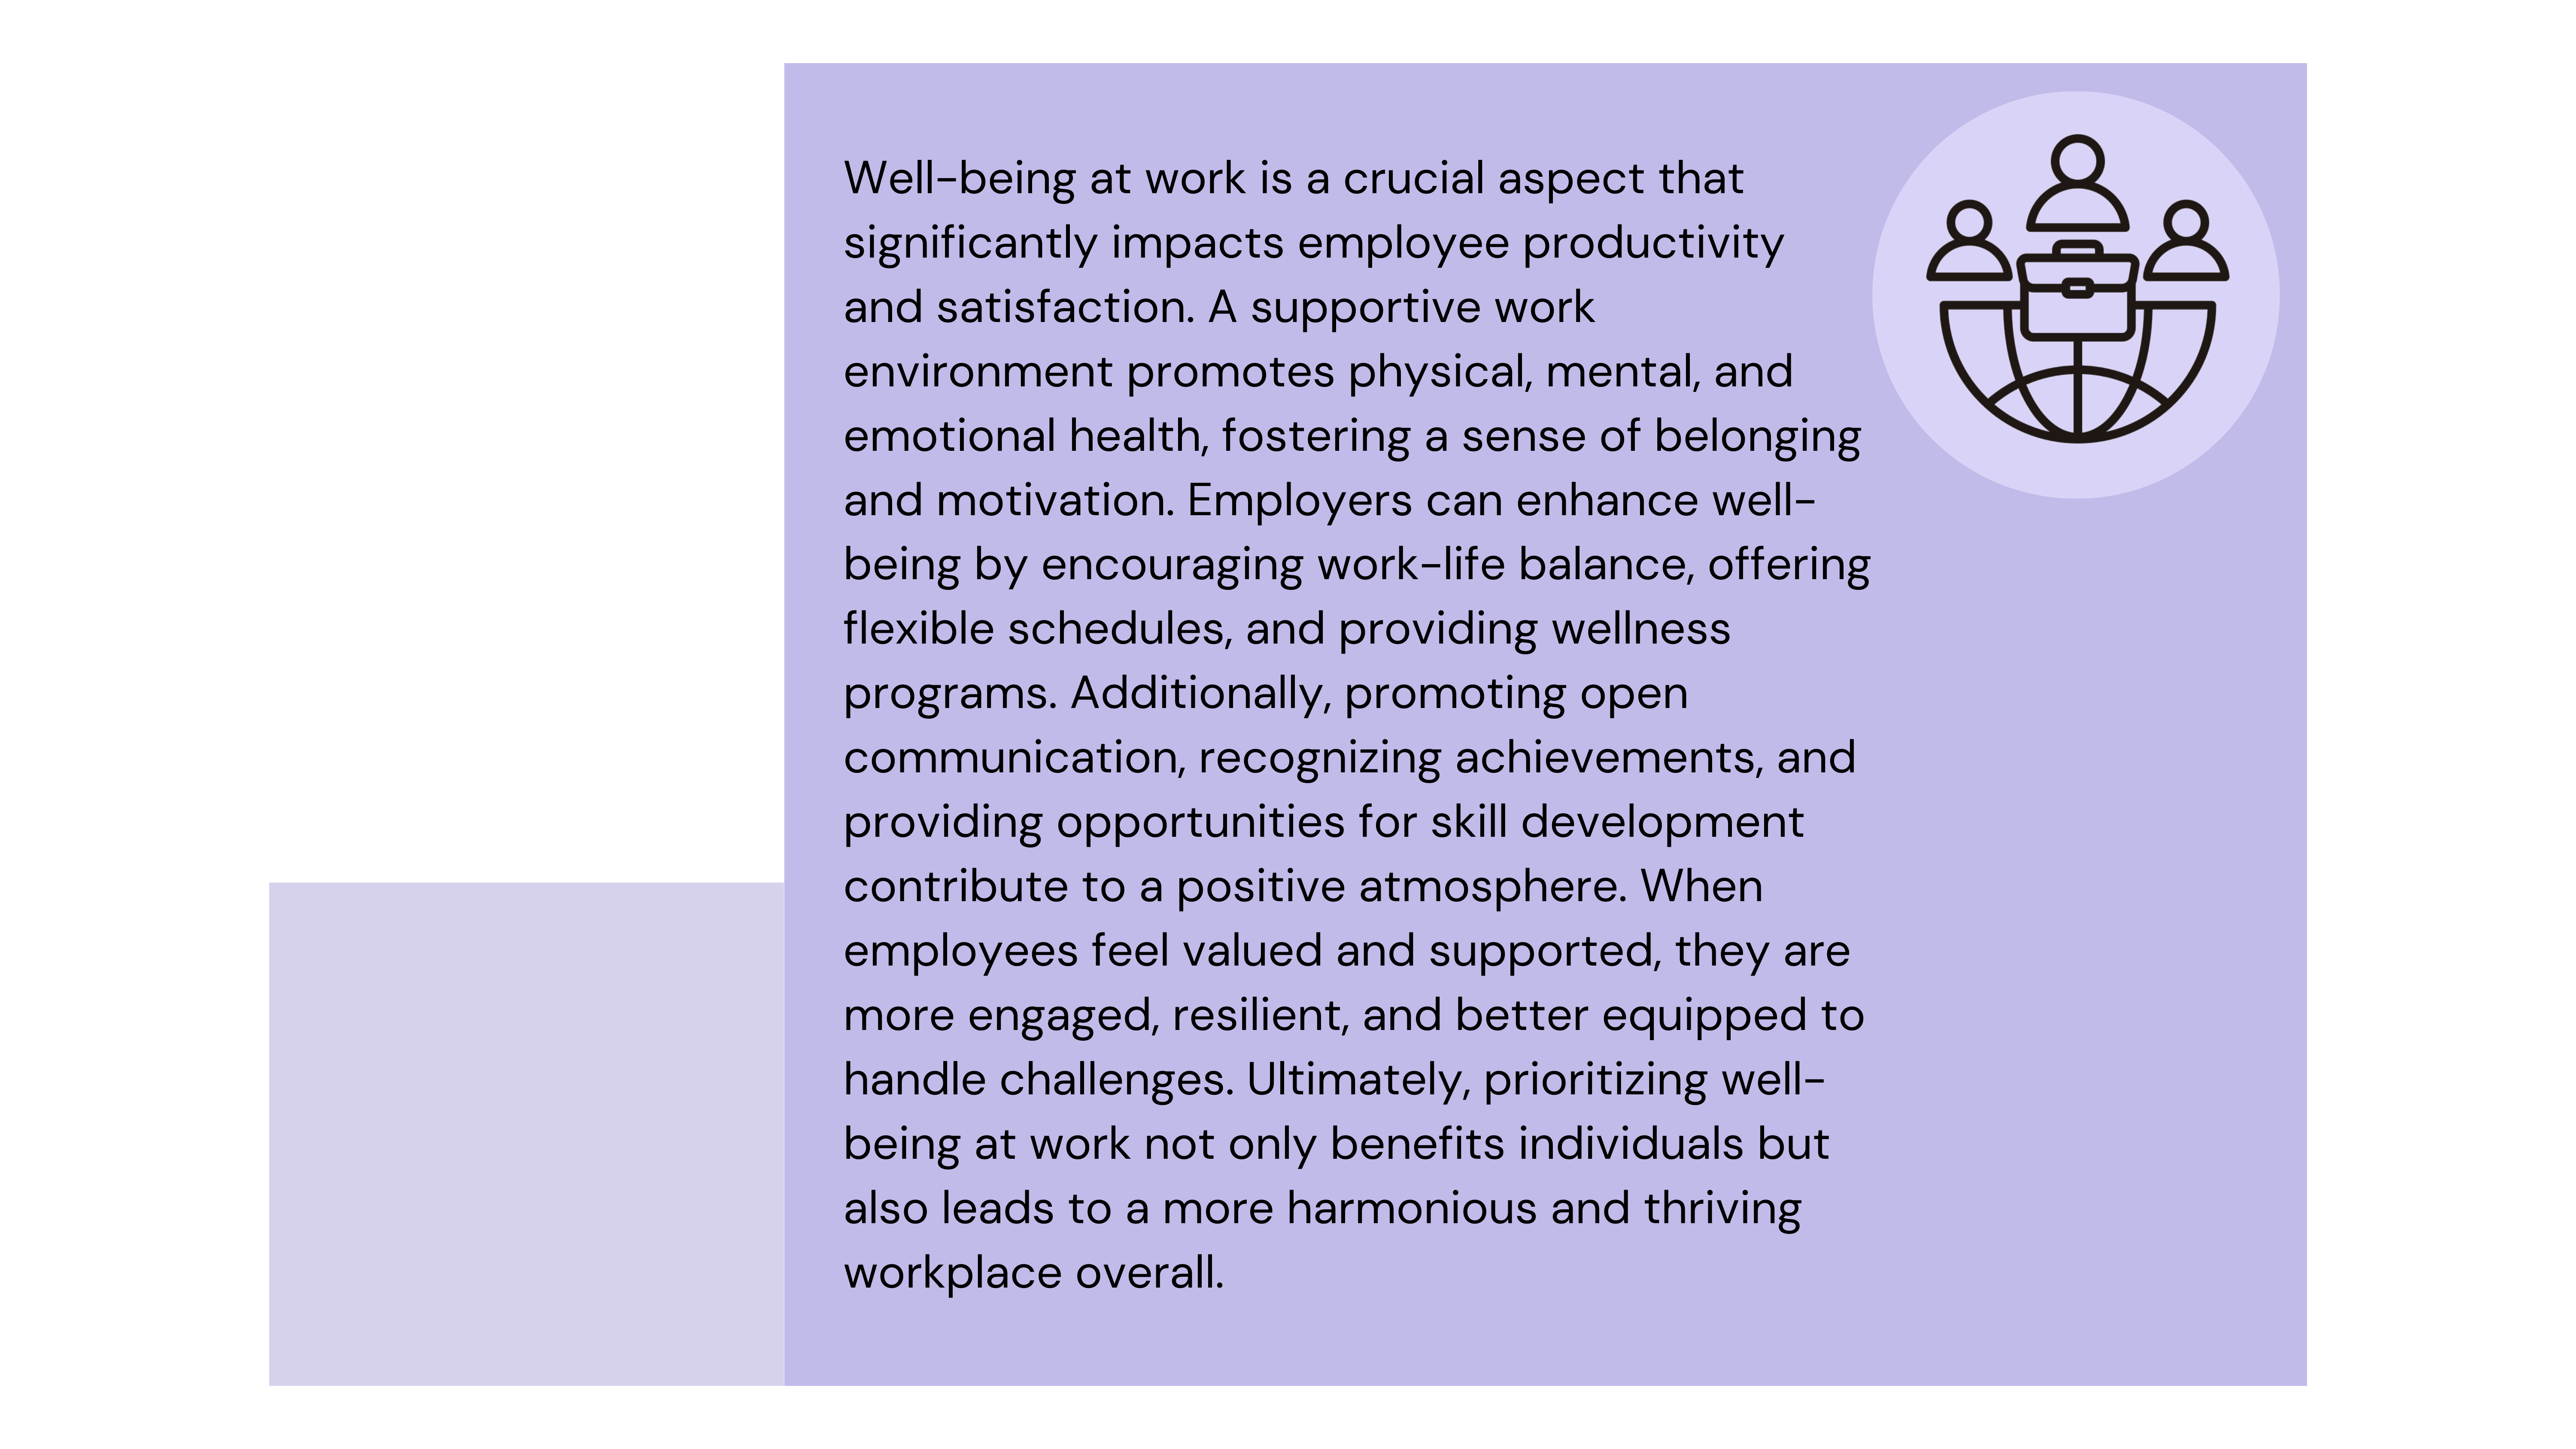 Well-being at work is a crucial aspect that
significantly impacts employee productivity
and satisfaction. A supportive work
environment promotes physical, mental, and
emotional health, fostering a sense of belonging
and motivation. Employers can enhance well-
being by encouraging work-life balance, offering
flexible schedules, and providing wellness
programs. Additionally, promoting open
communication, recognizing achievements, and
providing opportunities for skill development
contribute to a positive atmosphere. When
employees feel valued and supported, they are
more engaged, resilient, and better equipped to
handle challenges. Ultimately, prioritizing well-
being at work not only benefits individuals but
also leads to a more harmonious and thriving
workplace overall.